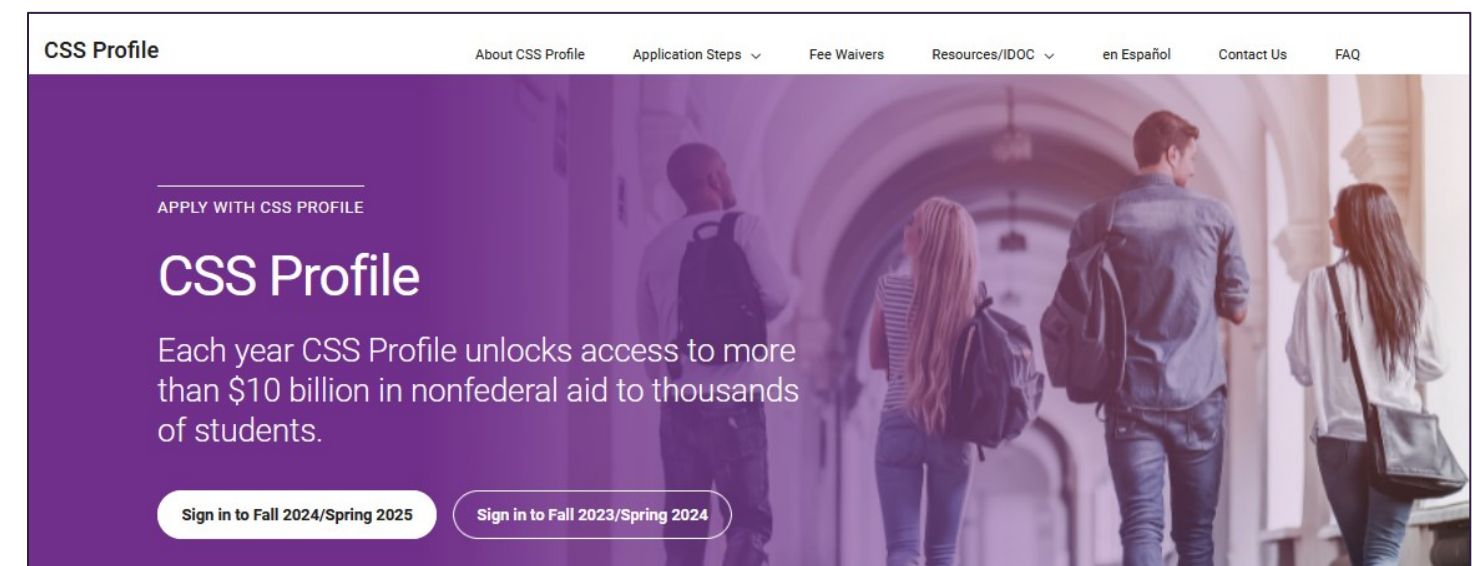 CSS Profile
About CSS Profile
Application Steps
Fee Waivers
Resources/IDOC
en Español
Contact Us
FAQ
APPLY WITH CSS PROFILE
CSS Profile
Each year CSS Profile unlocks access to more
than $10 billion in nonfederal aid to thousands
of students.
Sign in to Fall 2024/Spring 2025
Sign in to Fall 2023/Spring 2024